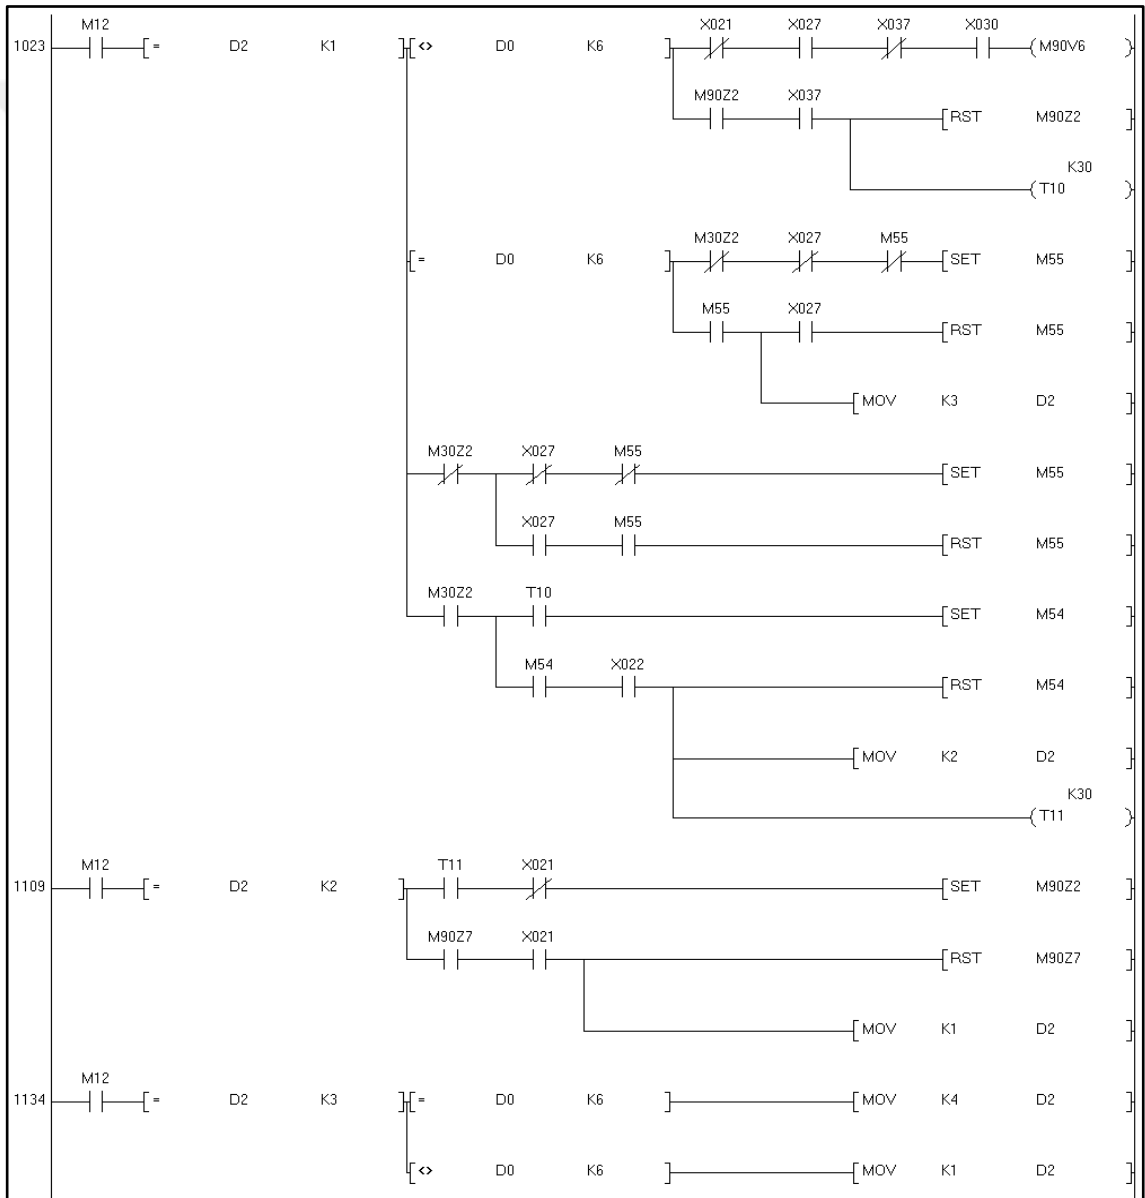 M12 X021 X027 X037 X030
1023 [= D2 K1 ] [<> D0 K6 ] (M90V6 )
M90Z2 X037
[RST M90Z2 ]
K30
(T10 )
M30Z2 X027 M55
[= D0 K6 ] [SET M55 ]
M55 X027
[RST M55 ]
[MOV K3 D2 ]
M30Z2 X027 M55
[SET M55 ]
X027 M55
[RST M55 ]
M30Z2 T10
[SET M54 ]
M54 X022
[RST M54 ]
[MOV K2 D2 ]
K30
(T11 )
M12 T11 X021
1109 [= D2 K2 ] [SET M90Z2 ]
M90Z7 X021
[RST M90Z7 ]
[MOV K1 D2 ]
M12
1134 [= D2 K3 ] [= D0 K6 ] [MOV K4 D2 ]
[<> D0 K6 ] [MOV K1 D2 ]